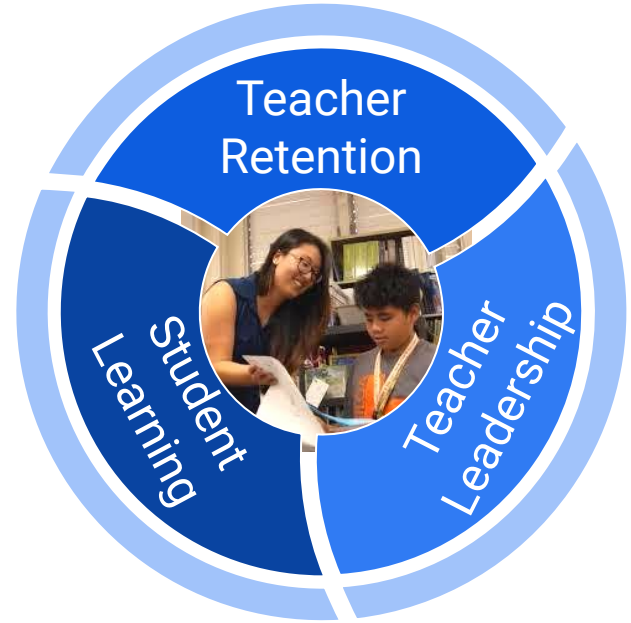 Teacher
Retention
Teacher
Leadership
Student
Learning